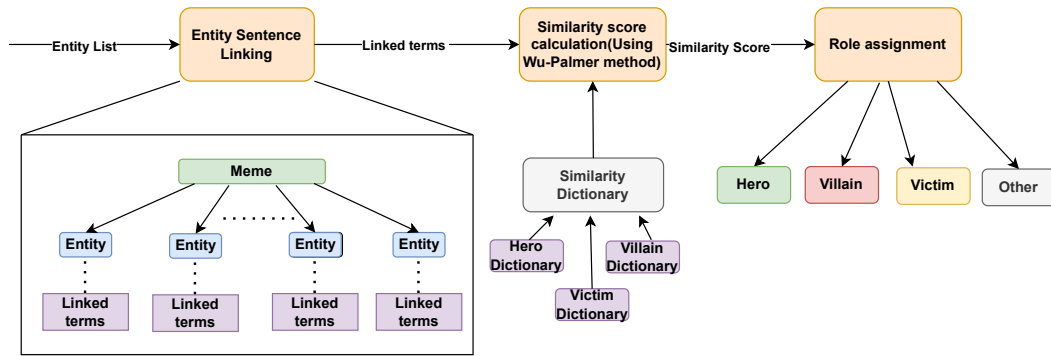 Entity List
Entity Sentence
Linking
Linked terms
Similarity score
calculation(Using
Wu-Palmer method)
Similarity Score
Role assignment
Meme
Entity
Entity
Entity
Entity
Linked
terms
Linked
terms
Linked
terms
Linked
terms
Similarity
Dictionary
Hero
Dictionary
Victim
Dictionary
Villain
Dictionary
Hero
Villain
Victim
Other